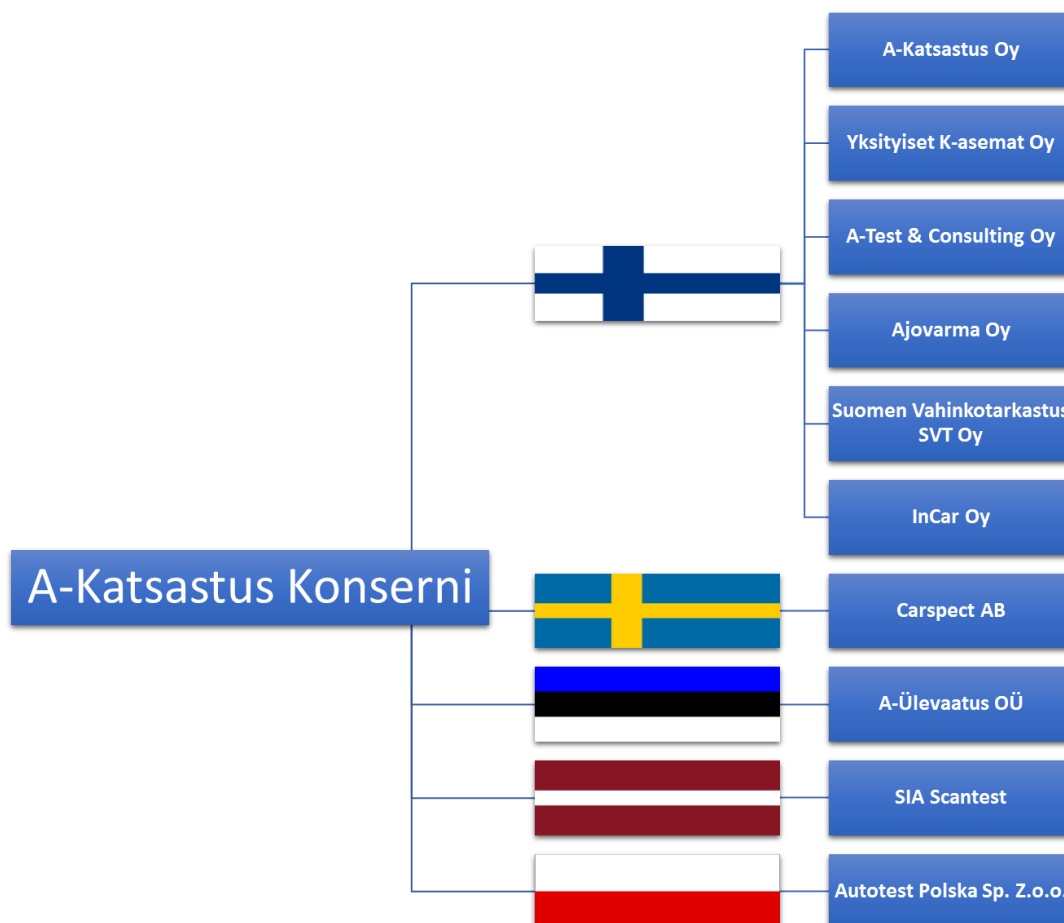 A-Katsastus Oy
Yksityiset K-asemat Oy
A-Test & Consulting Oy
Ajovarma Oy
Suomen Vahinkotarkastus
SVT Oy
InCar Oy
A-Katsastus Konserni
Carspect AB
A-Ülevaatus OÜ
SIA Scantest
Autotest Polska Sp. Z.o.o.